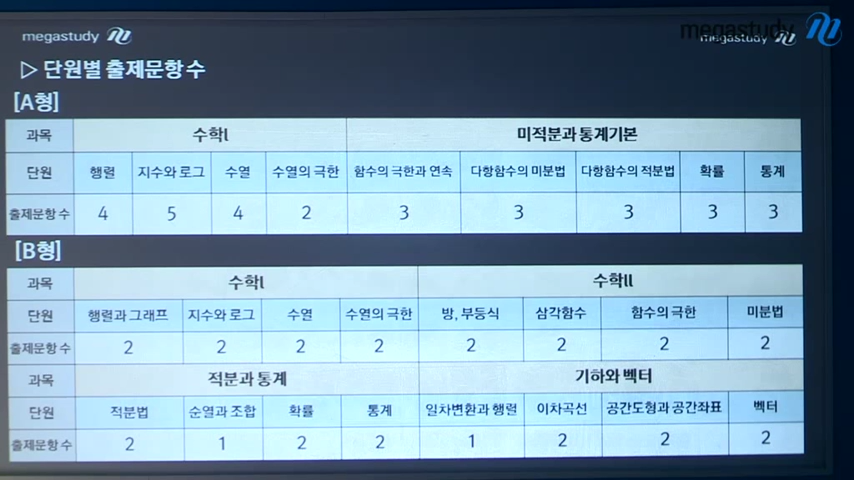 megastudy
megastudy
megastudy
▷ 단원별 출제문항 수
[A형]
과목 수학Ⅰ 미적분과 통계기본
단원 행렬 지수와 로그 수열 수열의 극한 함수의 극한과 연속 다항함수의 미분법 다항함수의 적분법 확률 통계
출제문항 수 4 5 4 2 3 3 3 3 3
[B형]
과목 수학Ⅰ 수학Ⅱ
단원 행렬과 그래프 지수와 로그 수열 수열의 극한 방, 부등식 삼각함수 함수의 극한 미분법
출제문항 수 2 2 2 2 2 2 2 2
과목 적분과 통계 기하와 벡터
단원 적분법 순열과 조합 확률 통계 일차변환과 행렬 이차곡선 공간도형과 공간좌표 벡터
출제문항 수 2 1 2 2 1 2 2 2